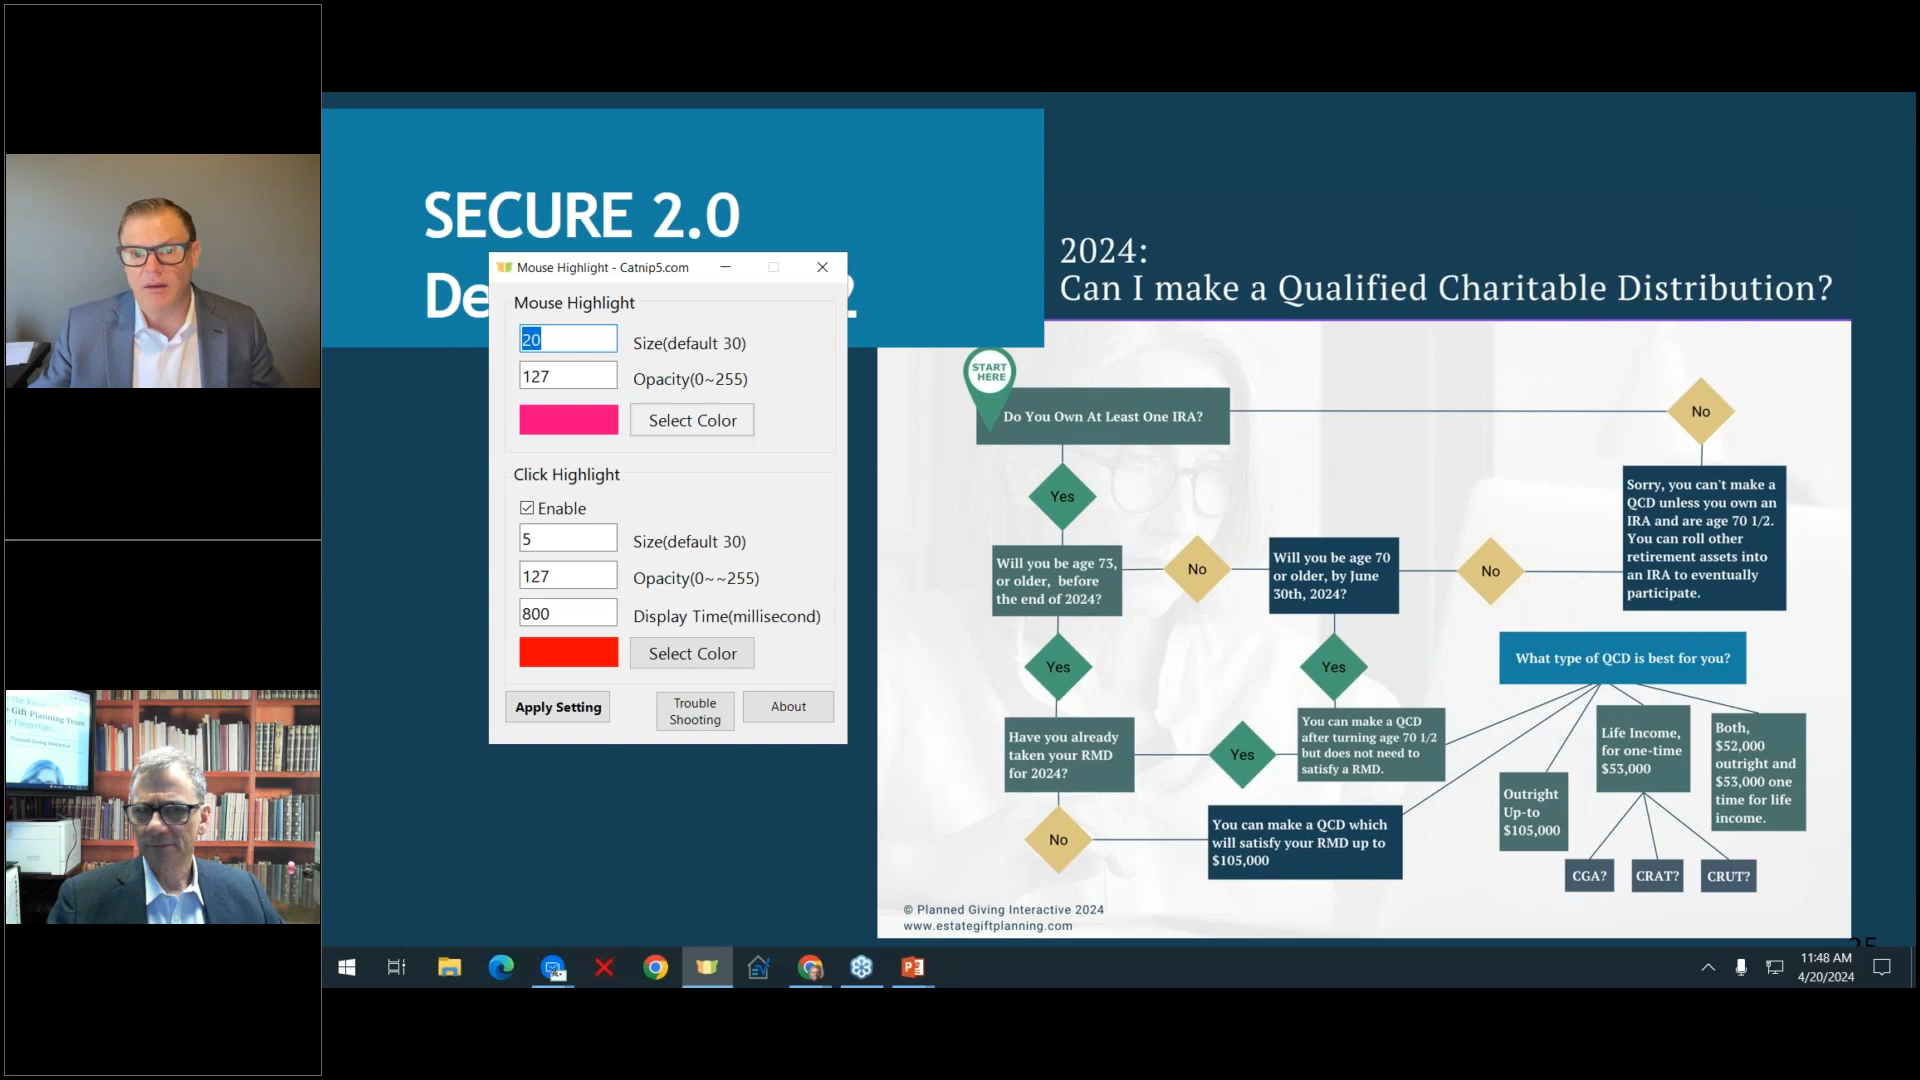 SECURE 2.0
De
2
Mouse Highlight - Catnip5.com
Mouse Highlight
20
Size(default 30)
127
Opacity(0~255)
Select Color
Click Highlight
Enable
5
Size(default 30)
127
Opacity(0~~255)
800
Display Time(millisecond)
Select Color
Apply Setting
Trouble
Shooting
About
2024:
Can I make a Qualified Charitable Distribution?
START
HERE
Do You Own At Least One IRA?
No
Yes
Sorry, you can't make a
QCD unless you own an
IRA and are age 70 1/2.
You can roll other
retirement assets into
an IRA to eventually
participate.
Will you be age 73,
or older, before
the end of 2024?
No
Will you be age 70
or older, by June
30th, 2024?
No
Yes
Yes
What type of QCD is best for you?
Have you already
taken your RMD
for 2024?
Yes
You can make a QCD
after turning age 70 1/2
but does not need to
satisfy a RMD.
Outright
Up-to
$105,000
Life Income,
for one-time
$53,000
Both,
$52,000
outright and
$53,000 one
time for life
income.
No
You can make a QCD which
will satisfy your RMD up to
$105,000
CGA?
CRAT?
CRUT?
© Planned Giving Interactive 2024
www.estategiftplanning.com
Gift Planning Team
Planned Giving Interactive
11:48 AM
4/20/2024